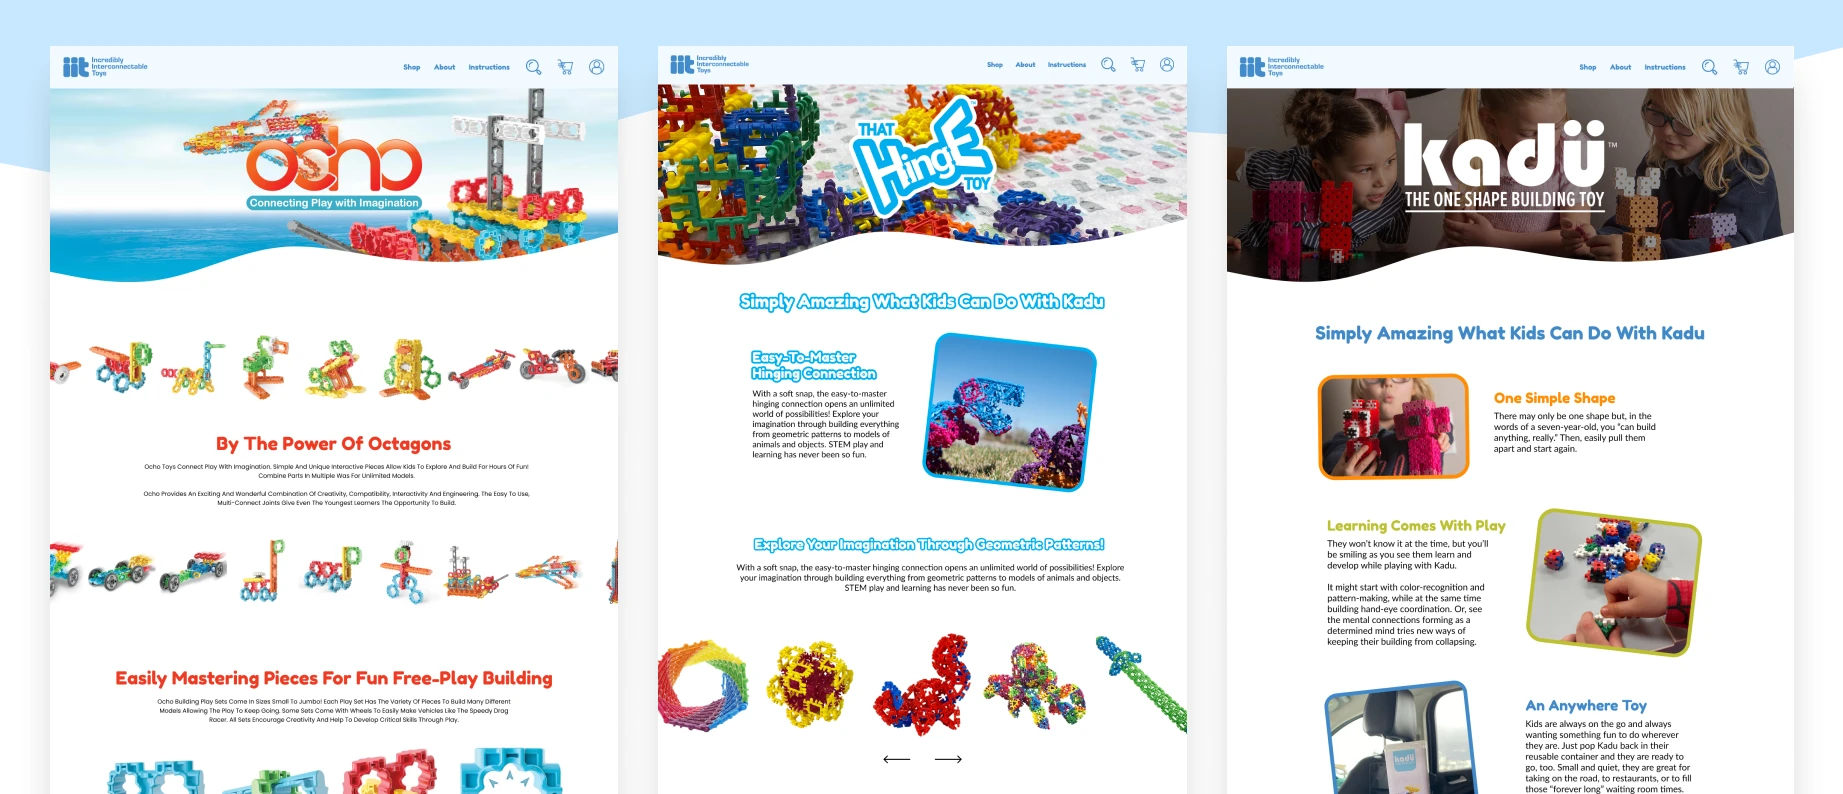 iit Incredibly
Interconnectable
Toys
Shop About Instructions
ocho
Connecting Play with Imagination
By The Power Of Octagons
Ocho Toys Connect Play With Imagination. Simple And Unique Interactive Pieces Allow Kids To Explore And Build For Hours Of Fun!
Combine Parts In Multiple Was For Unlimited Models.
Ocho Provides An Exciting And Wonderful Combination Of Creativity, Compatibility, Interactivity And Engineering. The Easy To Use,
Multi-Connect Joints Give Even The Youngest Learners The Opportunity To Build.
Easily Mastering Pieces For Fun Free-Play Building
Ocho Building Play Sets Come In Sizes Small To Jumbo! Each Play Set Has The Variety Of Pieces To Build Many Different
Models Allowing The Play To Keep Going. Some Sets Come With Wheels To Easily Make Vehicles Like The Speedy Drag
Racer. All Sets Encourage Creativity And Help To Develop Critical Skills Through Play.
iit Incredibly
Interconnectable
Toys
Shop About Instructions
THAT
HingE
TOY
Simply Amazing What Kids Can Do With Kadu
Easy-To-Master
Hinging Connection
With a soft snap, the easy-to-master
hinging connection opens an unlimited
world of possibilities! Explore your
imagination through building everything
from geometric patterns to models of
animals and objects. STEM play and
learning has never been so fun.
Explore Your Imagination Through Geometric Patterns!
With a soft snap, the easy-to-master hinging connection opens an unlimited world of possibilities! Explore
your imagination through building everything from geometric patterns to models of animals and objects.
STEM play and learning has never been so fun.
iit Incredibly
Interconnectable
Toys
Shop About Instructions
kadü™
THE ONE SHAPE BUILDING TOY
Simply Amazing What Kids Can Do With Kadu
One Simple Shape
There may only be one shape but, in the
words of a seven-year-old, you “can build
anything, really.” Then, easily pull them
apart and start again.
Learning Comes With Play
They won’t know it at the time, but you’ll
be smiling as you see them learn and
develop while playing with Kadu.
It might start with color-recognition and
pattern-making, while at the same time
building hand-eye coordination. Or, see
the mental connections forming as a
determined mind tries new ways of
keeping their building from collapsing.
kadü
An Anywhere Toy
Kids are always on the go and always
wanting something fun to do wherever
they are. Just pop Kadu back in their
reusable container and they are ready to
go, too. Small and quiet, they are great for
taking on the road, to restaurants, or to fill
those “forever long” waiting room times.